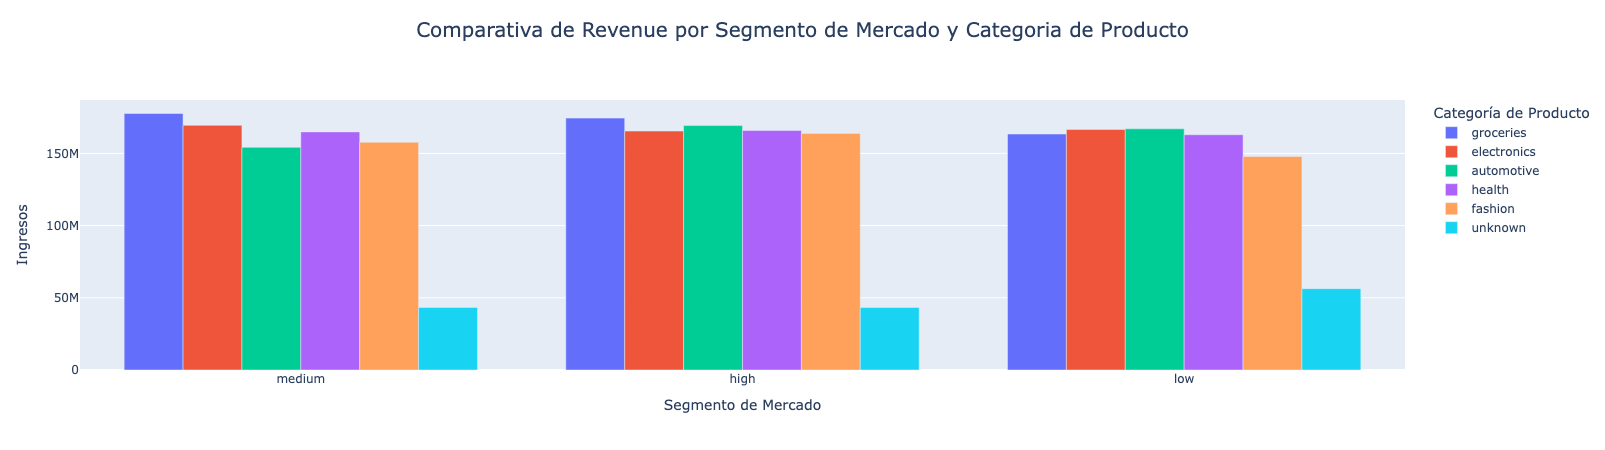 Comparativa de Revenue por Segmento de Mercado y Categoria de Producto
Ingresos
150M
100M
50M
0
medium
high
low
Segmento de Mercado
Categoría de Producto
groceries
electronics
automotive
health
fashion
unknown